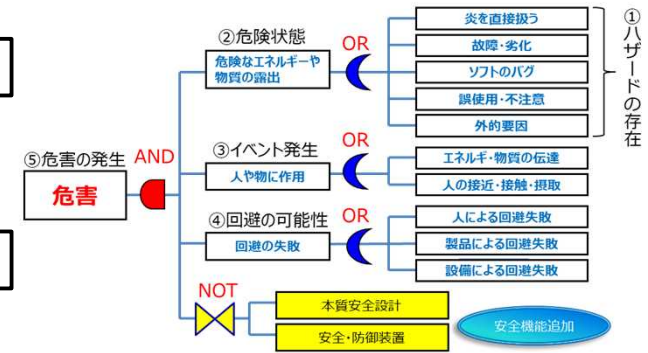 ①ハザードの存在
②危険状態
危険なエネルギーや
物質の露出
OR
炎を直接扱う
故障・劣化
ソフトのバグ
誤使用・不注意
外的要因
⑤危害の発生
AND
危害
③イベント発生
人や物に作用
OR
エネルギ・物質の伝達
人の接近・接触・摂取
④回避の可能性
回避の失敗
OR
人による回避失敗
製品による回避失敗
設備による回避失敗
NOT
本質安全設計
安全・防御装置
安全機能追加